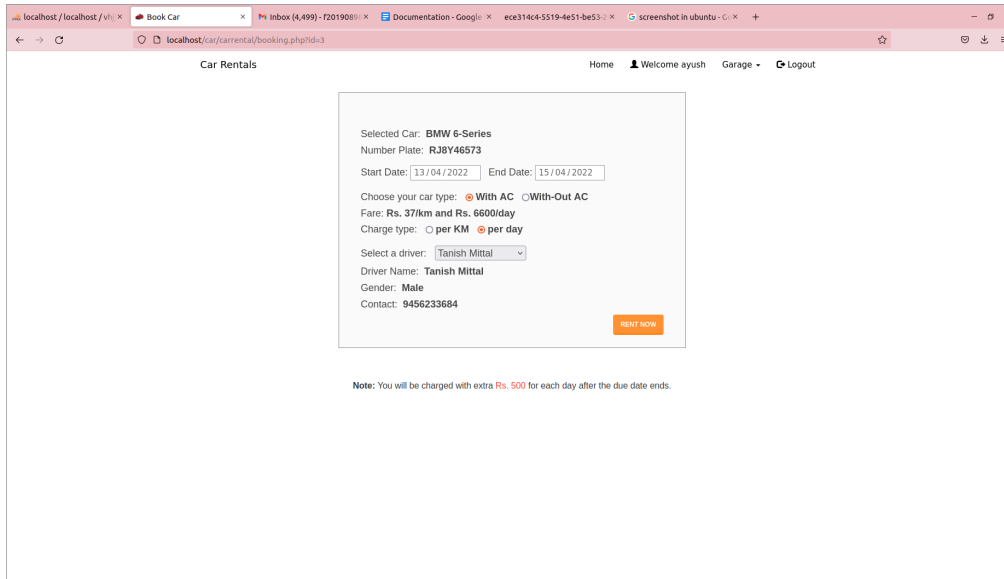 localhost / localhost / vhj
Book Car
Inbox (4,499) - f2019089
Documentation - Google
ece314c4-5519-4e51-be53-2
screenshot in ubuntu - Go
localhost/car/carrental/booking.php?id=3
Car Rentals Home Welcome ayush Garage Logout
Selected Car: BMW 6-Series
Number Plate: RJ8Y46573
Start Date: 13/04/2022 End Date: 15/04/2022
Choose your car type: With AC With-Out AC
Fare: Rs. 37/km and Rs. 6600/day
Charge type: per KM per day
Select a driver: Tanish Mittal
Driver Name: Tanish Mittal
Gender: Male
Contact: 9456233684
RENT NOW
Note: You will be charged with extra Rs. 500 for each day after the due date ends.